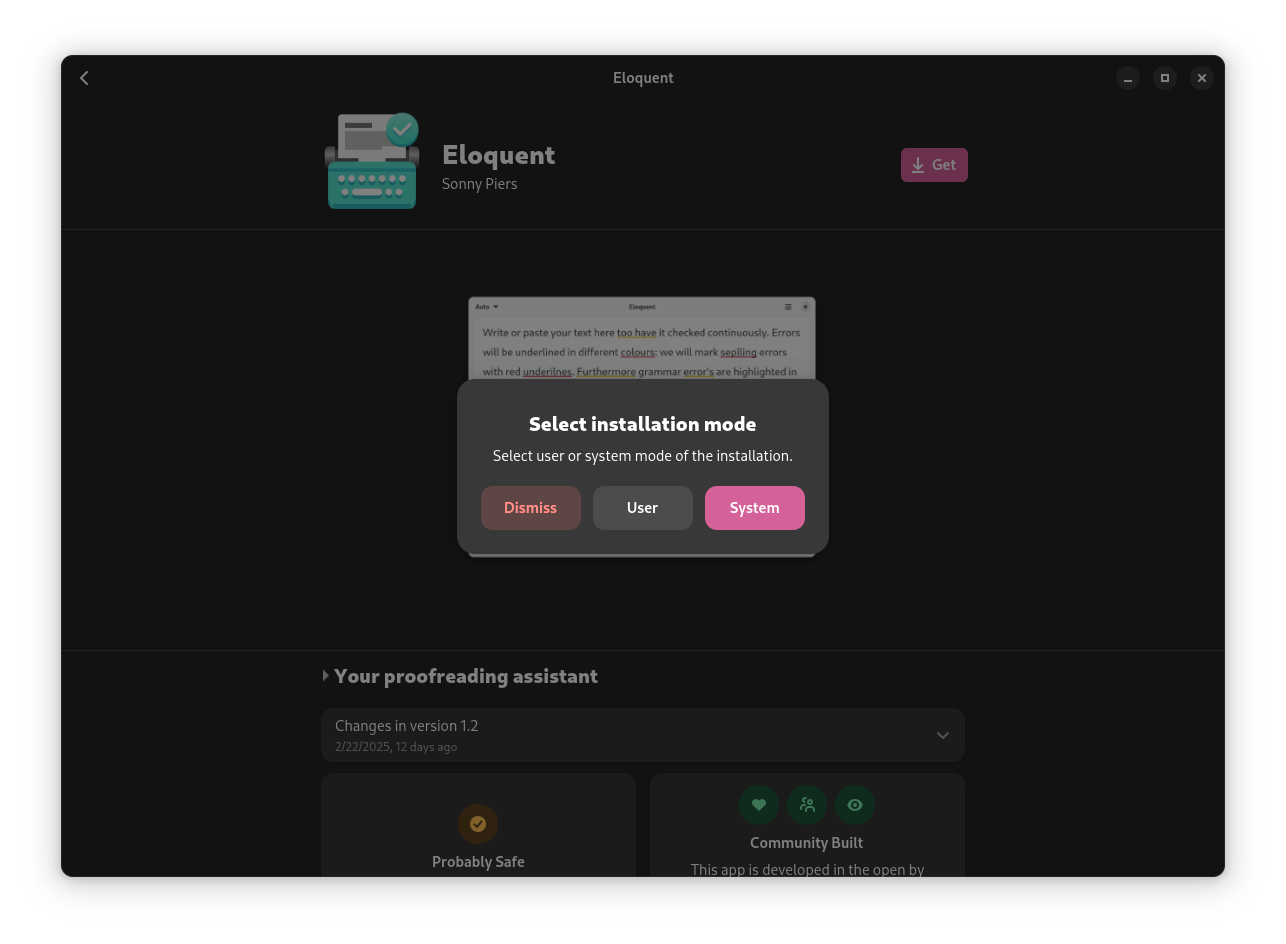 Eloquent
Eloquent
Sonny Piers
Get
Auto
Eloquent
Write or paste your text here too have it checked continuously. Errors
will be underlined in different colours: we will mark seplling errors
with red underilnes. Furthermore grammar error's are highlighted in
Select installation mode
Select user or system mode of the installation.
Dismiss
User
System
Your proofreading assistant
Changes in version 1.2
2/22/2025, 12 days ago
Probably Safe
Community Built
This app is developed in the open by